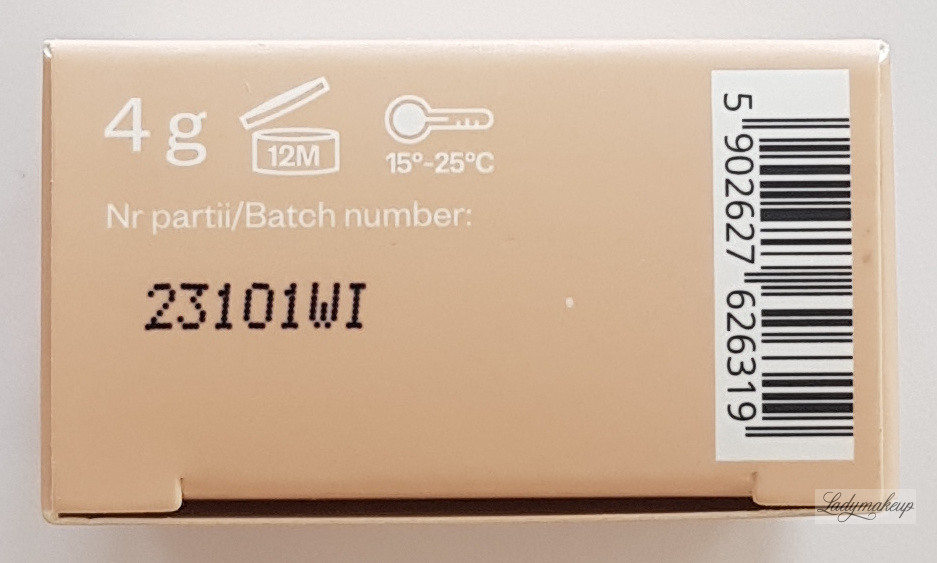 4 g
12M
15°-25°C
Nr partii/Batch number:
23101WI
5 902627 626319
Ladymakeup